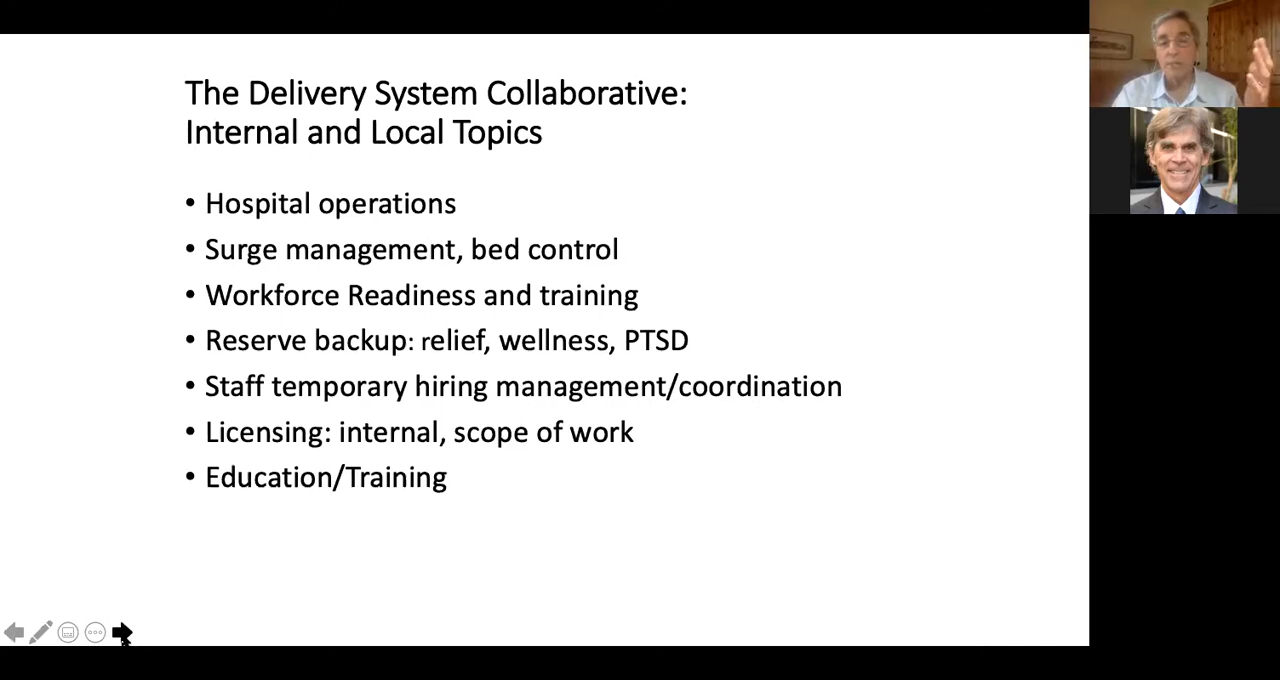 The Delivery System Collaborative:
Internal and Local Topics
• Hospital operations
• Surge management, bed control
• Workforce Readiness and training
• Reserve backup: relief, wellness, PTSD
• Staff temporary hiring management/coordination
• Licensing: internal, scope of work
• Education/Training